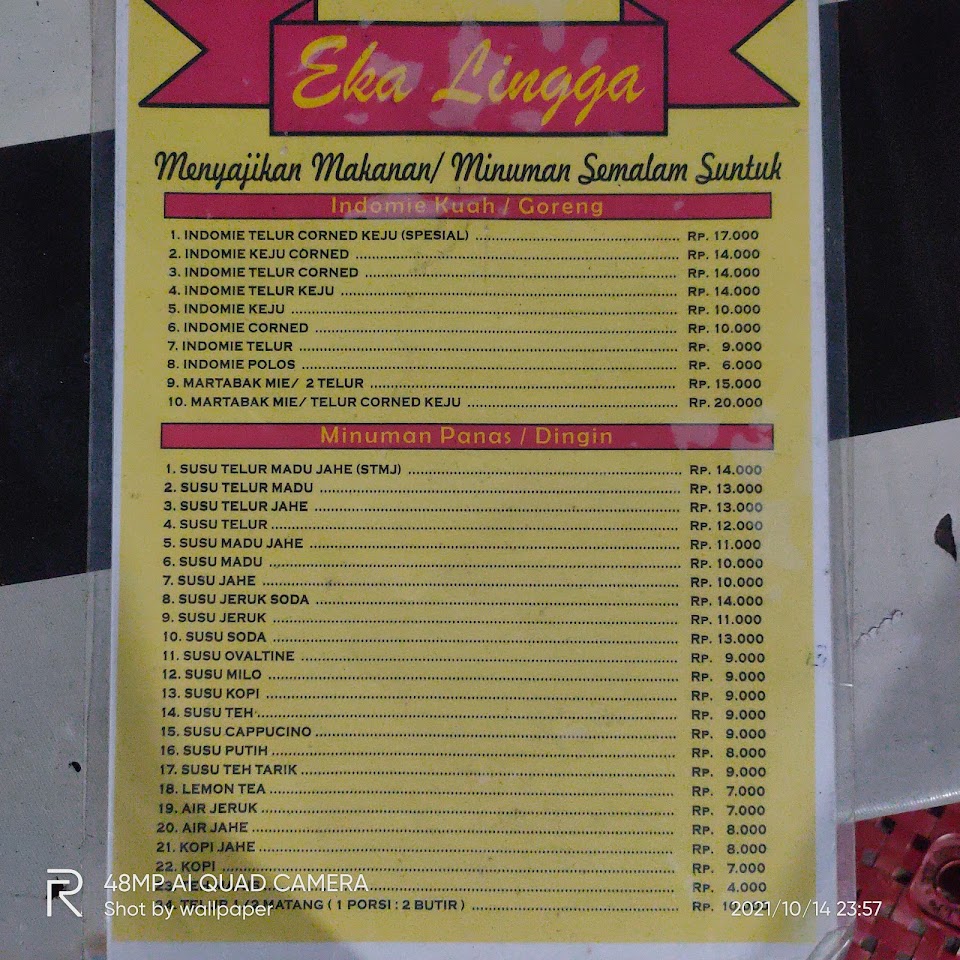 Eka Lingga
Menyajikan Makanan/ Minuman Semalam Suntuk
Indomie Kuah / Goreng
1. INDOMIE TELUR CORNED KEJU (SPESIAL) RP. 17.000
2. INDOMIE KEJU CORNED RP. 14.000
3. INDOMIE TELUR CORNED RP. 14.000
4. INDOMIE TELUR KEJU RP. 14.000
5. INDOMIE KEJU RP. 10.000
6. INDOMIE CORNED RP. 10.000
7. INDOMIE TELUR RP. 9.000
8. INDOMIE POLOS RP. 6.000
9. MARTABAK MIE/ 2 TELUR RP. 15.000
10. MARTABAK MIE/ TELUR CORNED KEJU RP. 20.000
Minuman Panas / Dingin
1. SUSU TELUR MADU JAHE (STMJ) RP. 14.000
2. SUSU TELUR MADU RP. 13.000
3. SUSU TELUR JAHE RP. 13.000
4. SUSU TELUR RP. 12.000
5. SUSU MADU JAHE RP. 11.000
6. SUSU MADU RP. 10.000
7. SUSU JAHE RP. 10.000
8. SUSU JERUK SODA RP. 14.000
9. SUSU JERUK RP. 11.000
10. SUSU SODA RP. 13.000
11. SUSU OVALTINE RP. 9.000
12. SUSU MILO RP. 9.000
13. SUSU KOPI RP. 9.000
14. SUSU TEH RP. 9.000
15. SUSU CAPPUCINO RP. 9.000
16. SUSU PUTIH RP. 8.000
17. SUSU TEH TARIK RP. 9.000
18. LEMON TEA RP. 7.000
19. AIR JERUK RP. 7.000
20. AIR JAHE RP. 8.000
21. KOPI JAHE RP. 8.000
22. KOPI RP. 7.000
23. RP. 4.000
24. TELUR 1/2 MATANG ( 1 PORSI : 2 BUTIR ) RP.
48MP AI QUAD CAMERA
Shot by wallpaper
2021/10/14 23:57